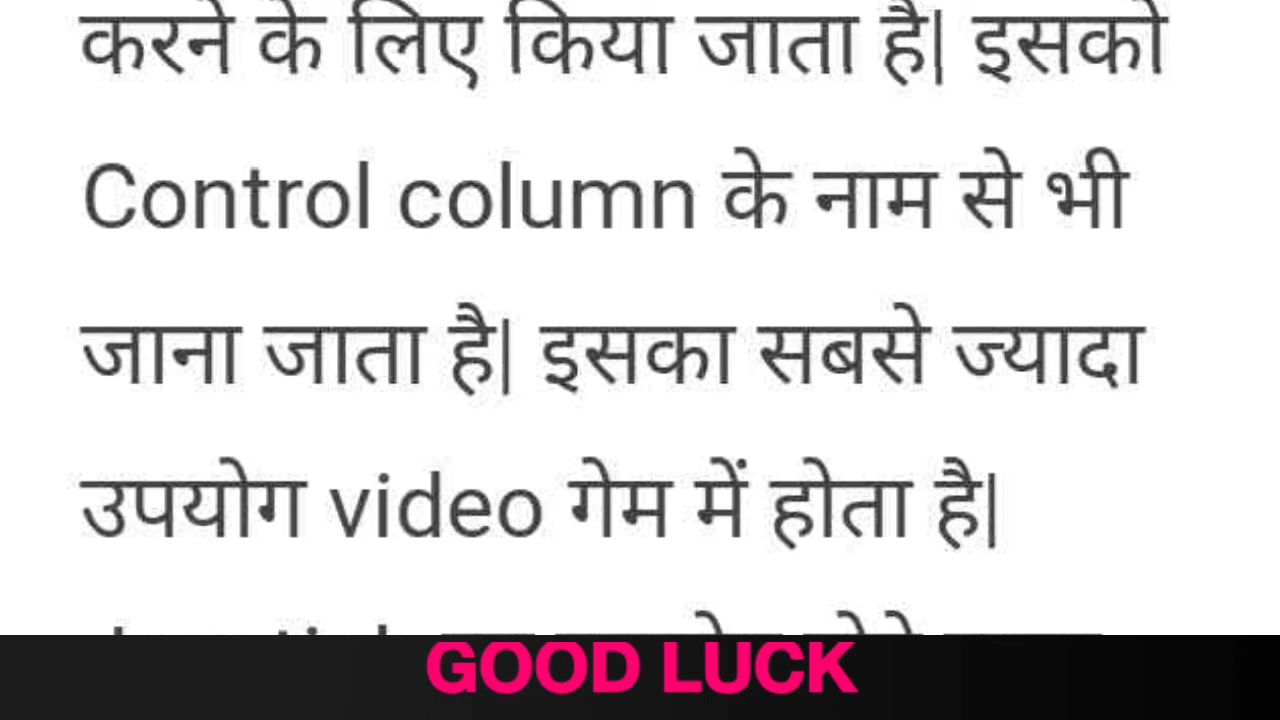 करने के लिए किया जाता है| इसको
Control column के नाम से भी
जाना जाता है| इसका सबसे ज्यादा
उपयोग video गेम में होता है|
GOOD LUCK